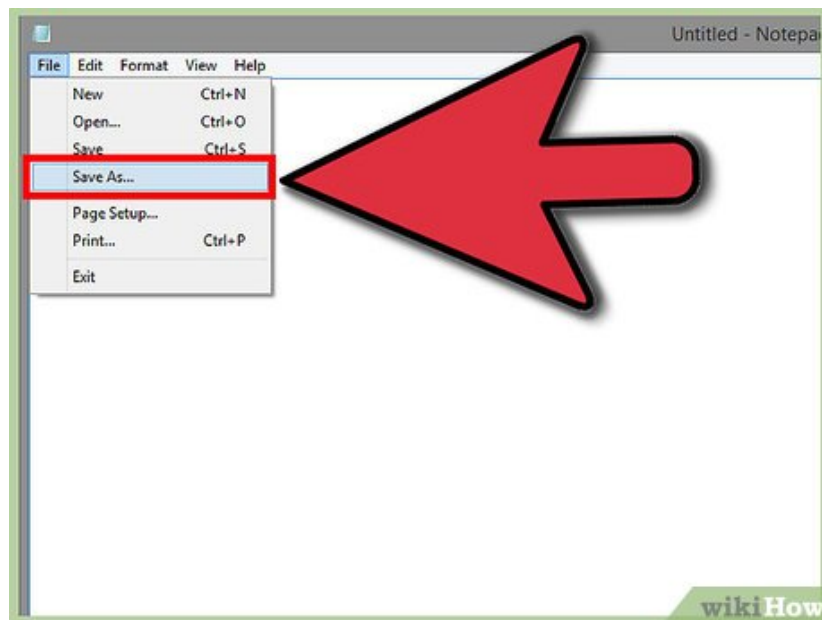 Untitled - Notepa
File Edit Format View Help
New Ctrl+N
Open... Ctrl+O
Save Ctrl+S
Save As...
Page Setup...
Print... Ctrl+P
Exit
wikiHow